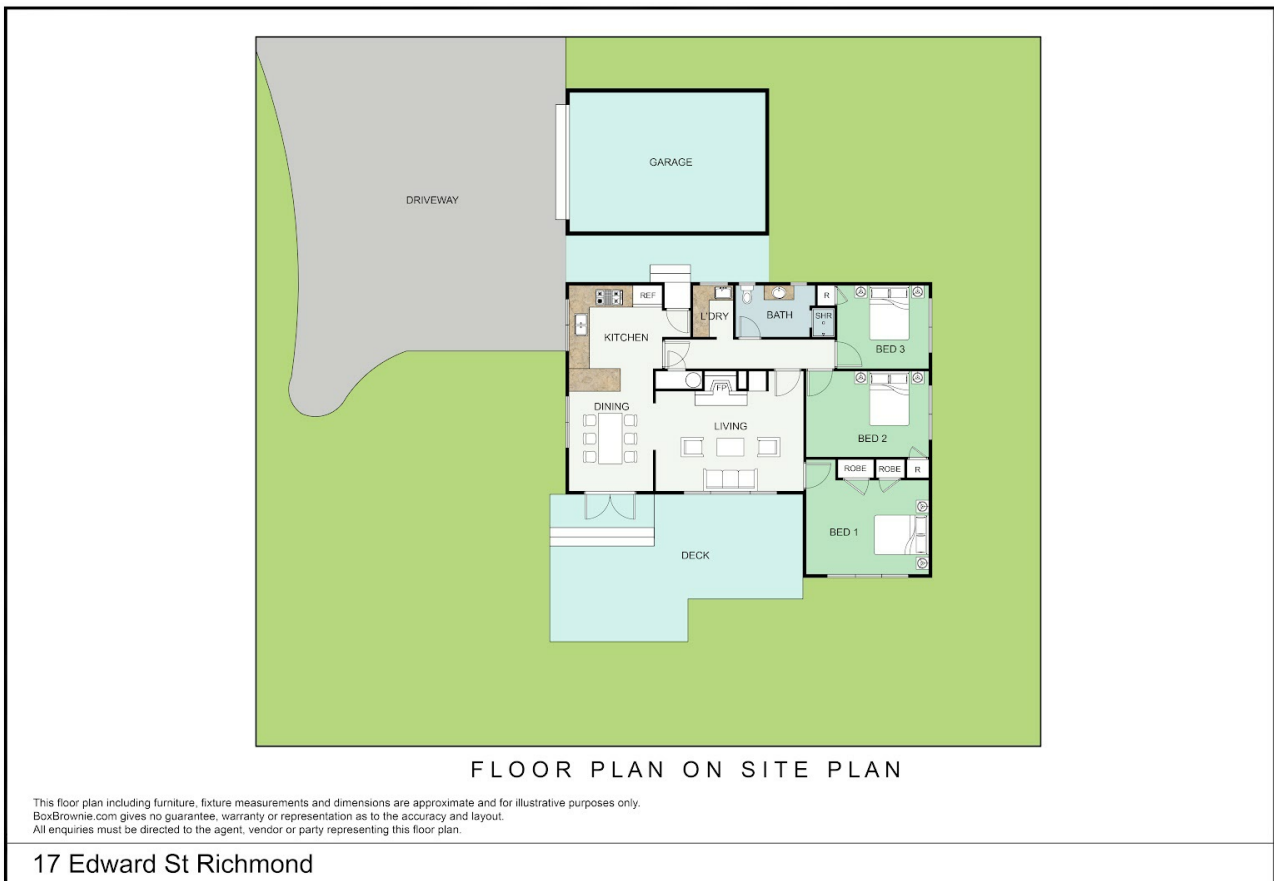 GARAGE
DRIVEWAY
REF
R
L'DRY
BATH
SHR
KITCHEN
BED 3
FP
DINING
LIVING
BED 2
ROBE ROBE R
BED 1
DECK
FLOOR PLAN ON SITE PLAN
This floor plan including furniture, fixture measurements and dimensions are approximate and for illustrative purposes only.
BoxBrownie.com gives no guarantee, warranty or representation as to the accuracy and layout.
All enquiries must be directed to the agent, vendor or party representing this floor plan.
17 Edward St Richmond